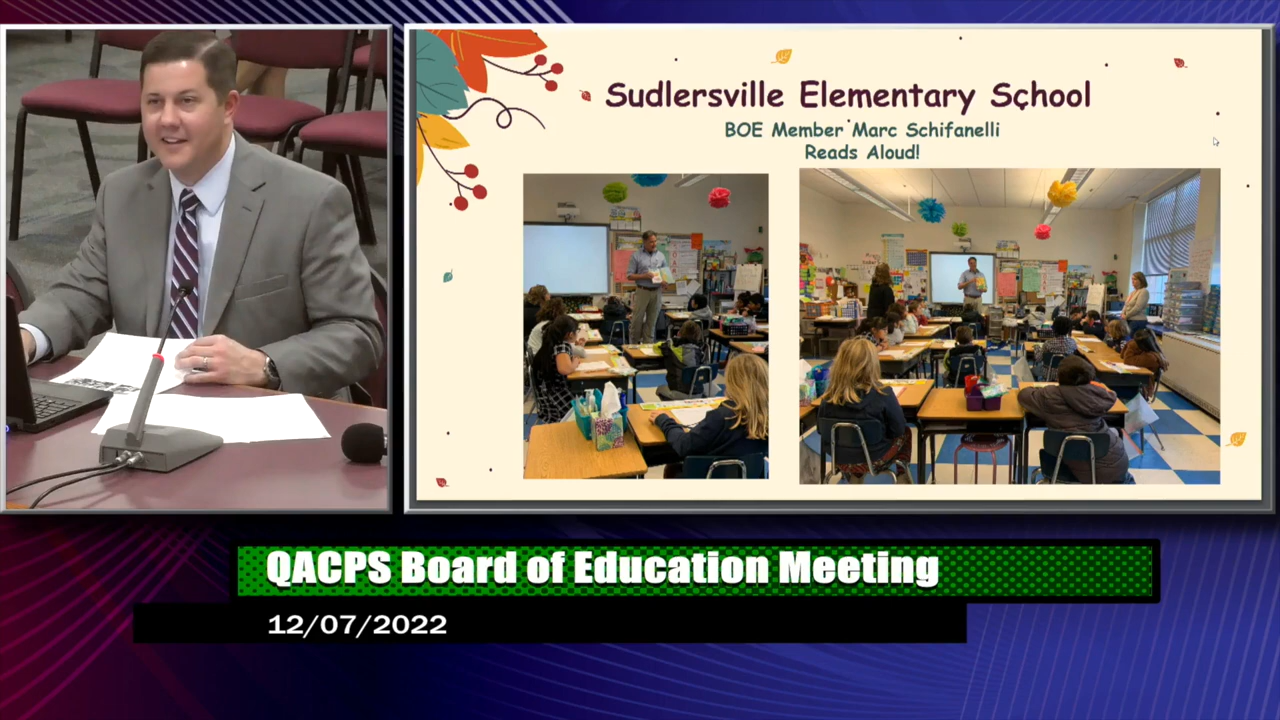 Sudlersville Elementary School
BOE Member Marc Schifanelli
Reads Aloud!
QACPS Board of Education Meeting
12/07/2022